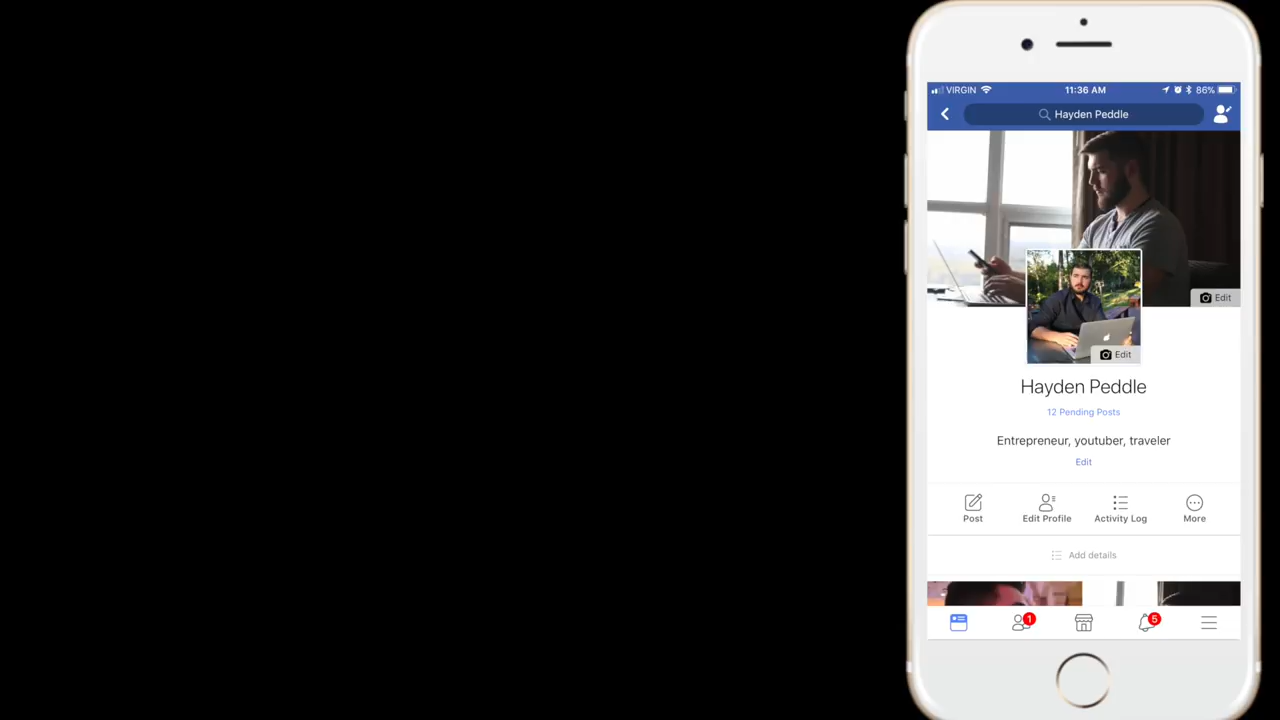 VIRGIN 11:36 AM 86%
Hayden Peddle
Edit
Edit
Hayden Peddle
12 Pending Posts
Entrepreneur, youtuber, traveler
Edit
Post Edit Profile Activity Log More
Add details
1 5